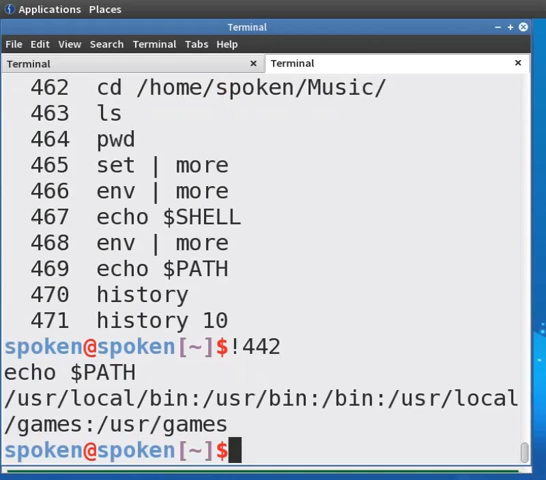 Applications Places
Terminal
File Edit View Search Terminal Tabs Help
Terminal
Terminal
462 cd /home/spoken/Music/
463 ls
464 pwd
465 set | more
466 env | more
467 echo $SHELL
468 env | more
469 echo $PATH
470 history
471 history 10
spoken@spoken[~]$!442
echo $PATH
/usr/local/bin:/usr/bin:/bin:/usr/local
/games:/usr/games
spoken@spoken[~]$